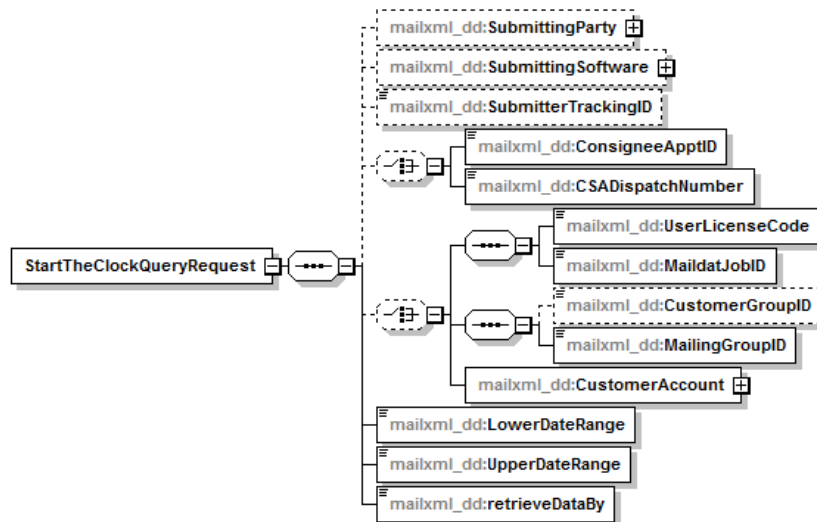 mailxml_dd:SubmittingParty
mailxml_dd:SubmittingSoftware
mailxml_dd:SubmitterTrackingID
mailxml_dd:ConsigneeApptID
mailxml_dd:CSADispatchNumber
mailxml_dd:UserLicenseCode
StartTheClockQueryRequest
mailxml_dd:MaildatJobID
mailxml_dd:CustomerGroupID
mailxml_dd:MailingGroupID
mailxml_dd:CustomerAccount
mailxml_dd:LowerDateRange
mailxml_dd:UpperDateRange
mailxml_dd:retrieveDataBy